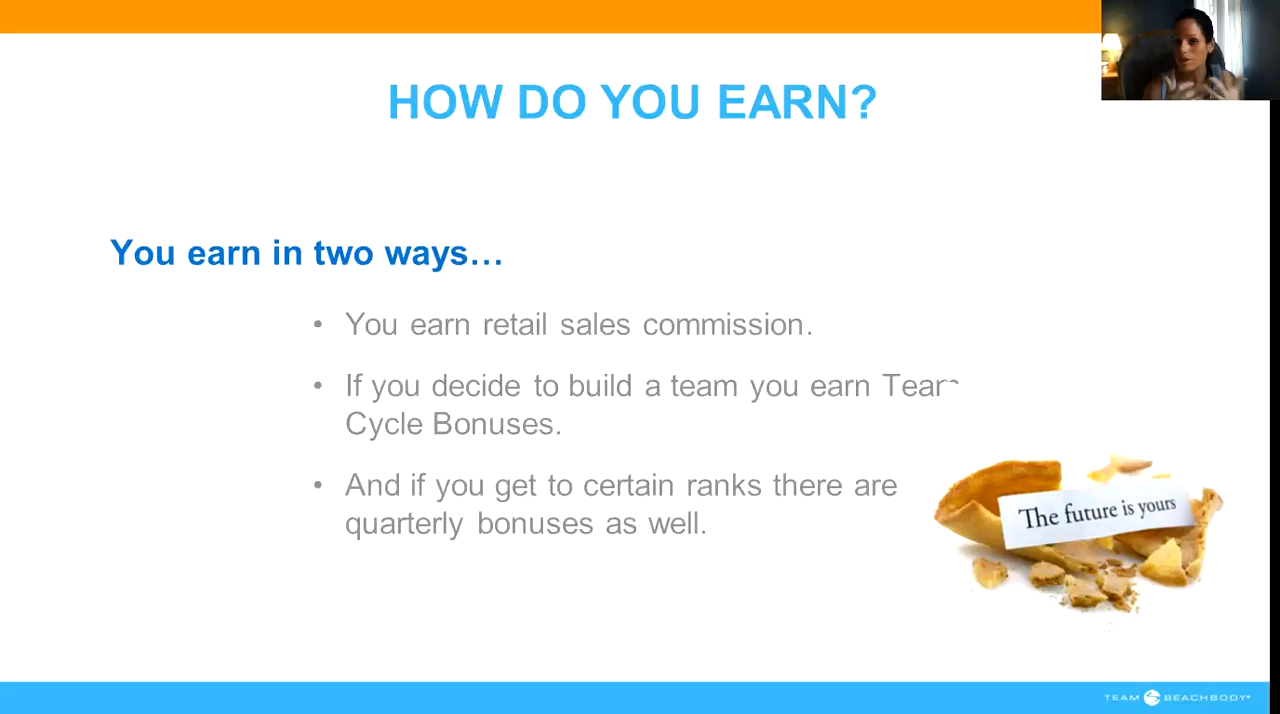 HOW DO YOU EARN?
You earn in two ways…
• You earn retail sales commission.
• If you decide to build a team you earn
Cycle Bonuses.
• And if you get to certain ranks there are
quarterly bonuses as well.
The future is yours
TEAM BEACHBODY